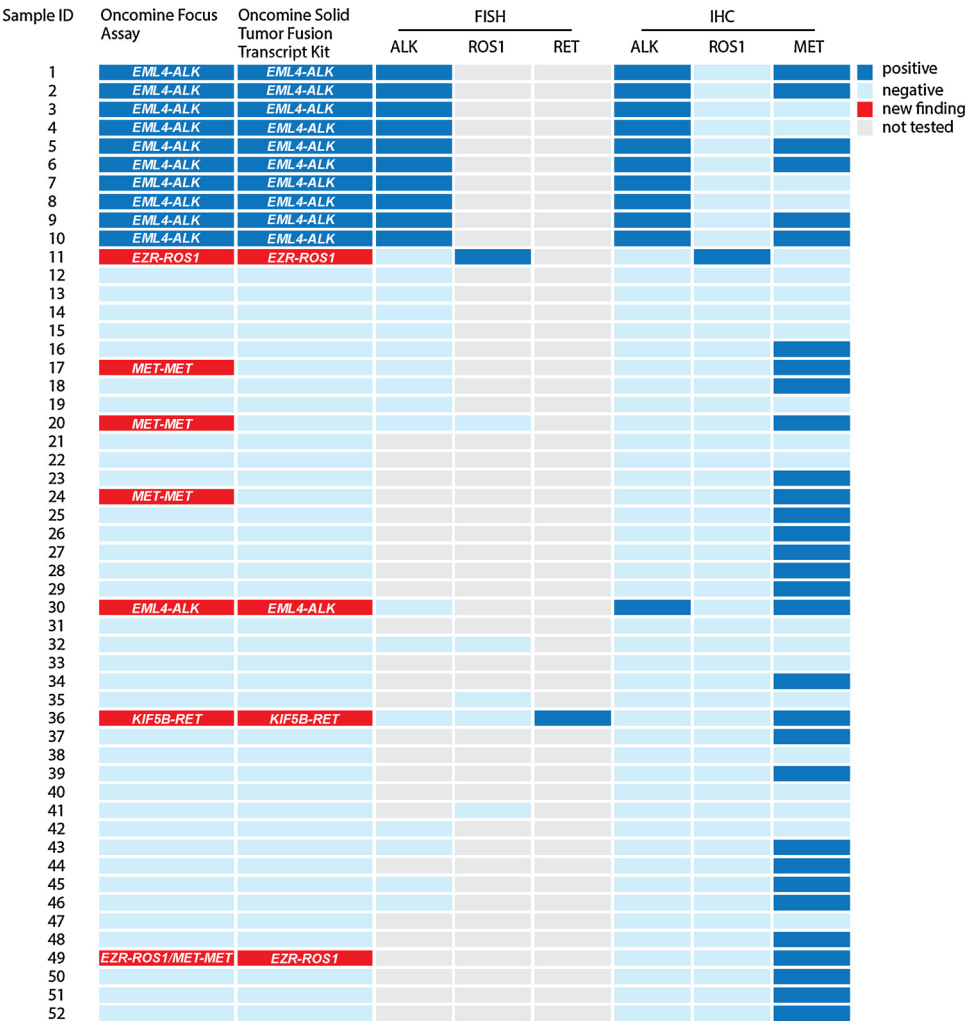 Sample ID
Oncomine Focus
Assay
Oncomine Solid
Tumor Fusion
Transcript Kit
FISH
IHC
ALK ROS1 RET ALK ROS1 MET
positive
negative
new finding
not tested
1 EML4-ALK EML4-ALK
2 EML4-ALK EML4-ALK
3 EML4-ALK EML4-ALK
4 EML4-ALK EML4-ALK
5 EML4-ALK EML4-ALK
6 EML4-ALK EML4-ALK
7 EML4-ALK EML4-ALK
8 EML4-ALK EML4-ALK
9 EML4-ALK EML4-ALK
10 EML4-ALK EML4-ALK
11 EZR-ROS1 EZR-ROS1
12
13
14
15
16
17 MET-MET
18
19
20 MET-MET
21
22
23
24 MET-MET
25
26
27
28
29
30 EML4-ALK EML4-ALK
31
32
33
34
35
36 KIF5B-RET KIF5B-RET
37
38
39
40
41
42
43
44
45
46
47
48
49 EZR-ROS1/MET-MET EZR-ROS1
50
51
52